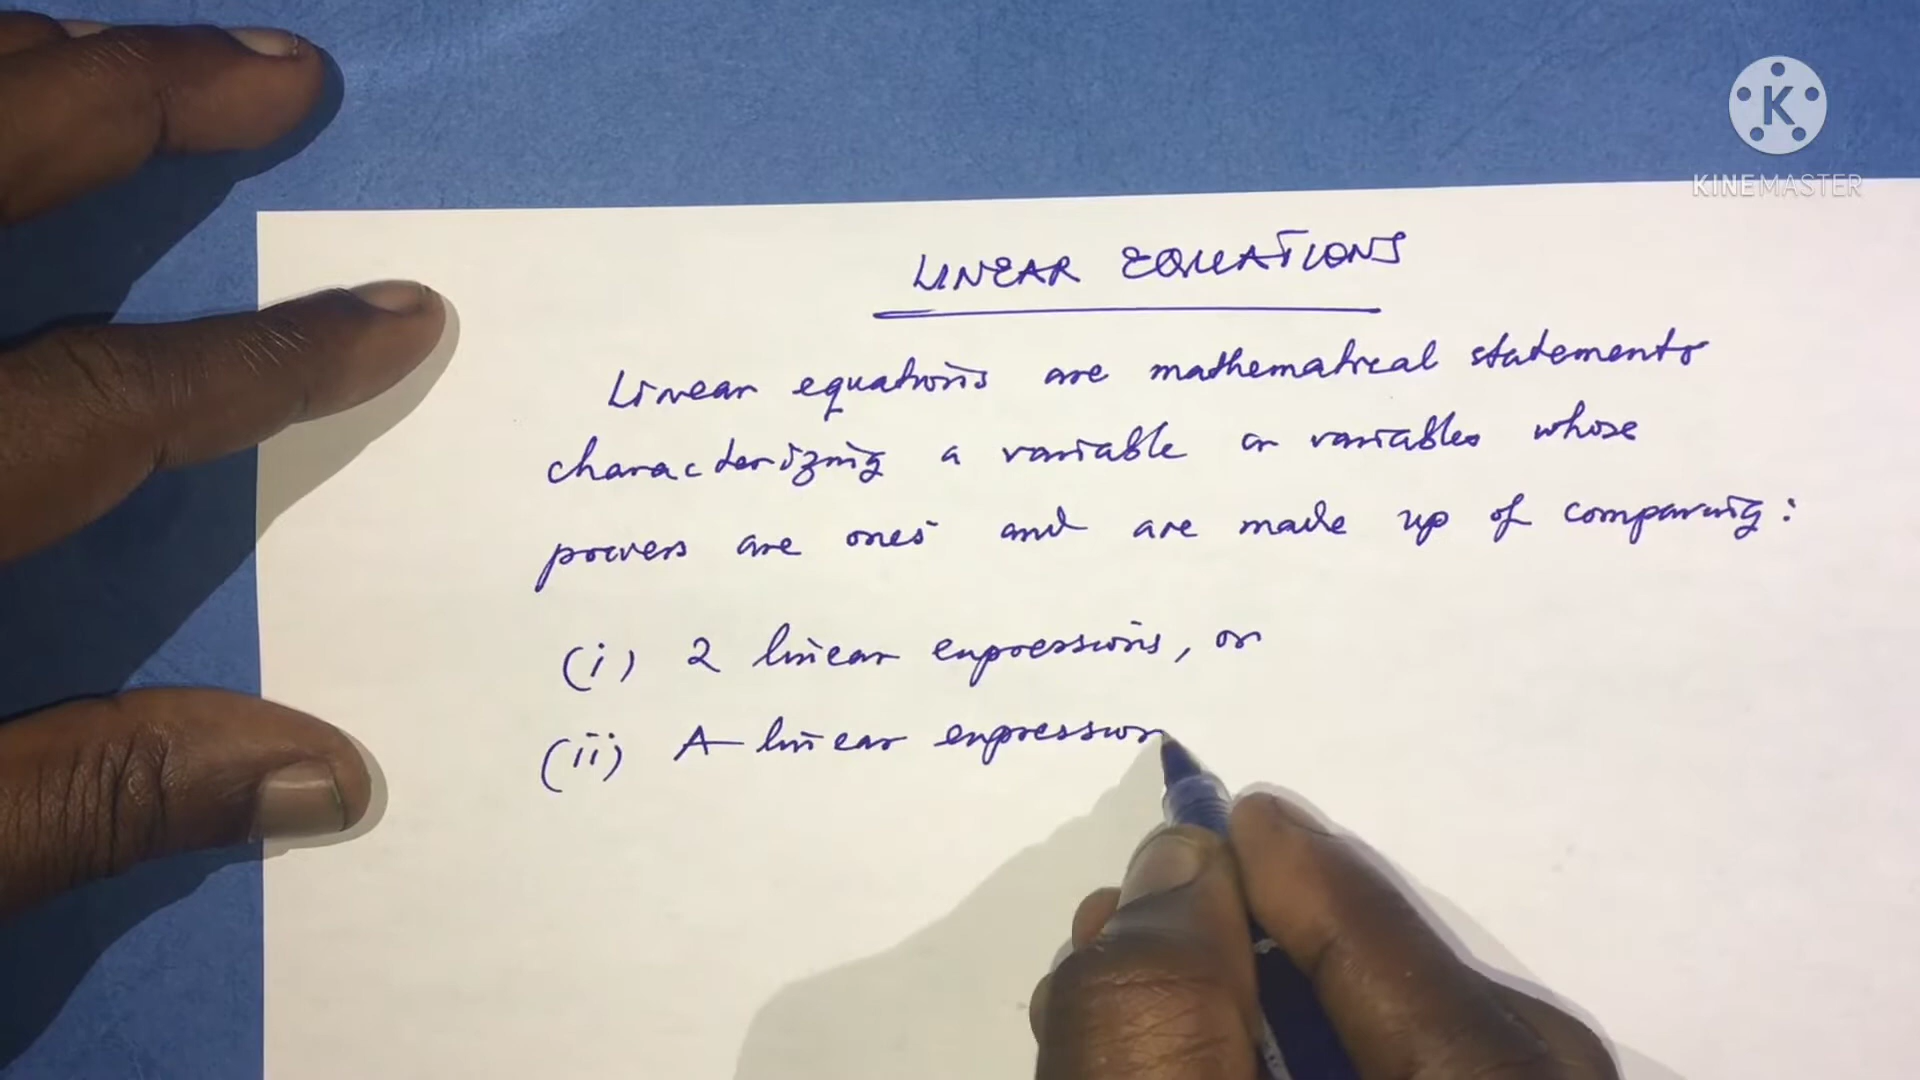 K
KINEMASTER
LINEAR EQUATIONS
Linear equations are mathematical statements
characterizing a variable or variables whose
powers are ones and are made up of comparing:
(i) 2 linear expressions, or
(ii) A linear expression